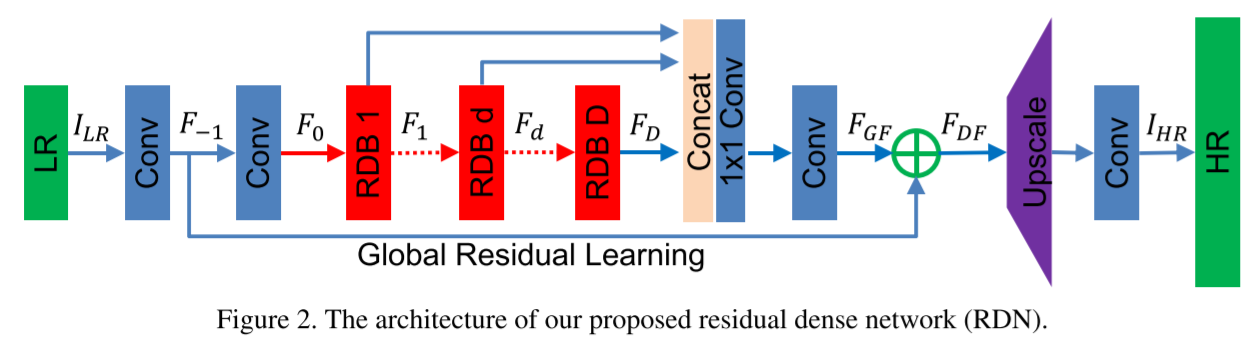 LR
I_{LR}
Conv
F_{-1}
Conv
F_0
RDB 1
F_1
RDB d
F_d
RDB D
F_D
Concat
1x1 Conv
Conv
F_{GF}
F_{DF}
Upscale
Conv
I_{HR}
HR
Global Residual Learning
Figure 2. The architecture of our proposed residual dense network (RDN).